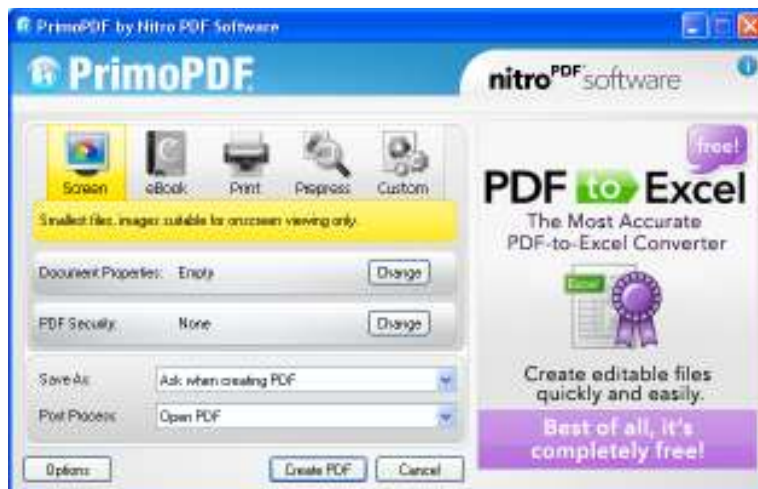 PrimoPDF by Nitro PDF Software
PrimoPDF
nitro PDF software
Screen eBook Print Prepress Custom
Smallest files, images suitable for onscreen viewing only.
Document Properties: Empty Change
PDF Security: None Change
Save As: Ask when creating PDF
Post Process: Open PDF
Options Create PDF Cancel
free!
PDF to Excel
The Most Accurate
PDF-to-Excel Converter
Excel
Create editable files
quickly and easily.
Best of all, it's
completely free!